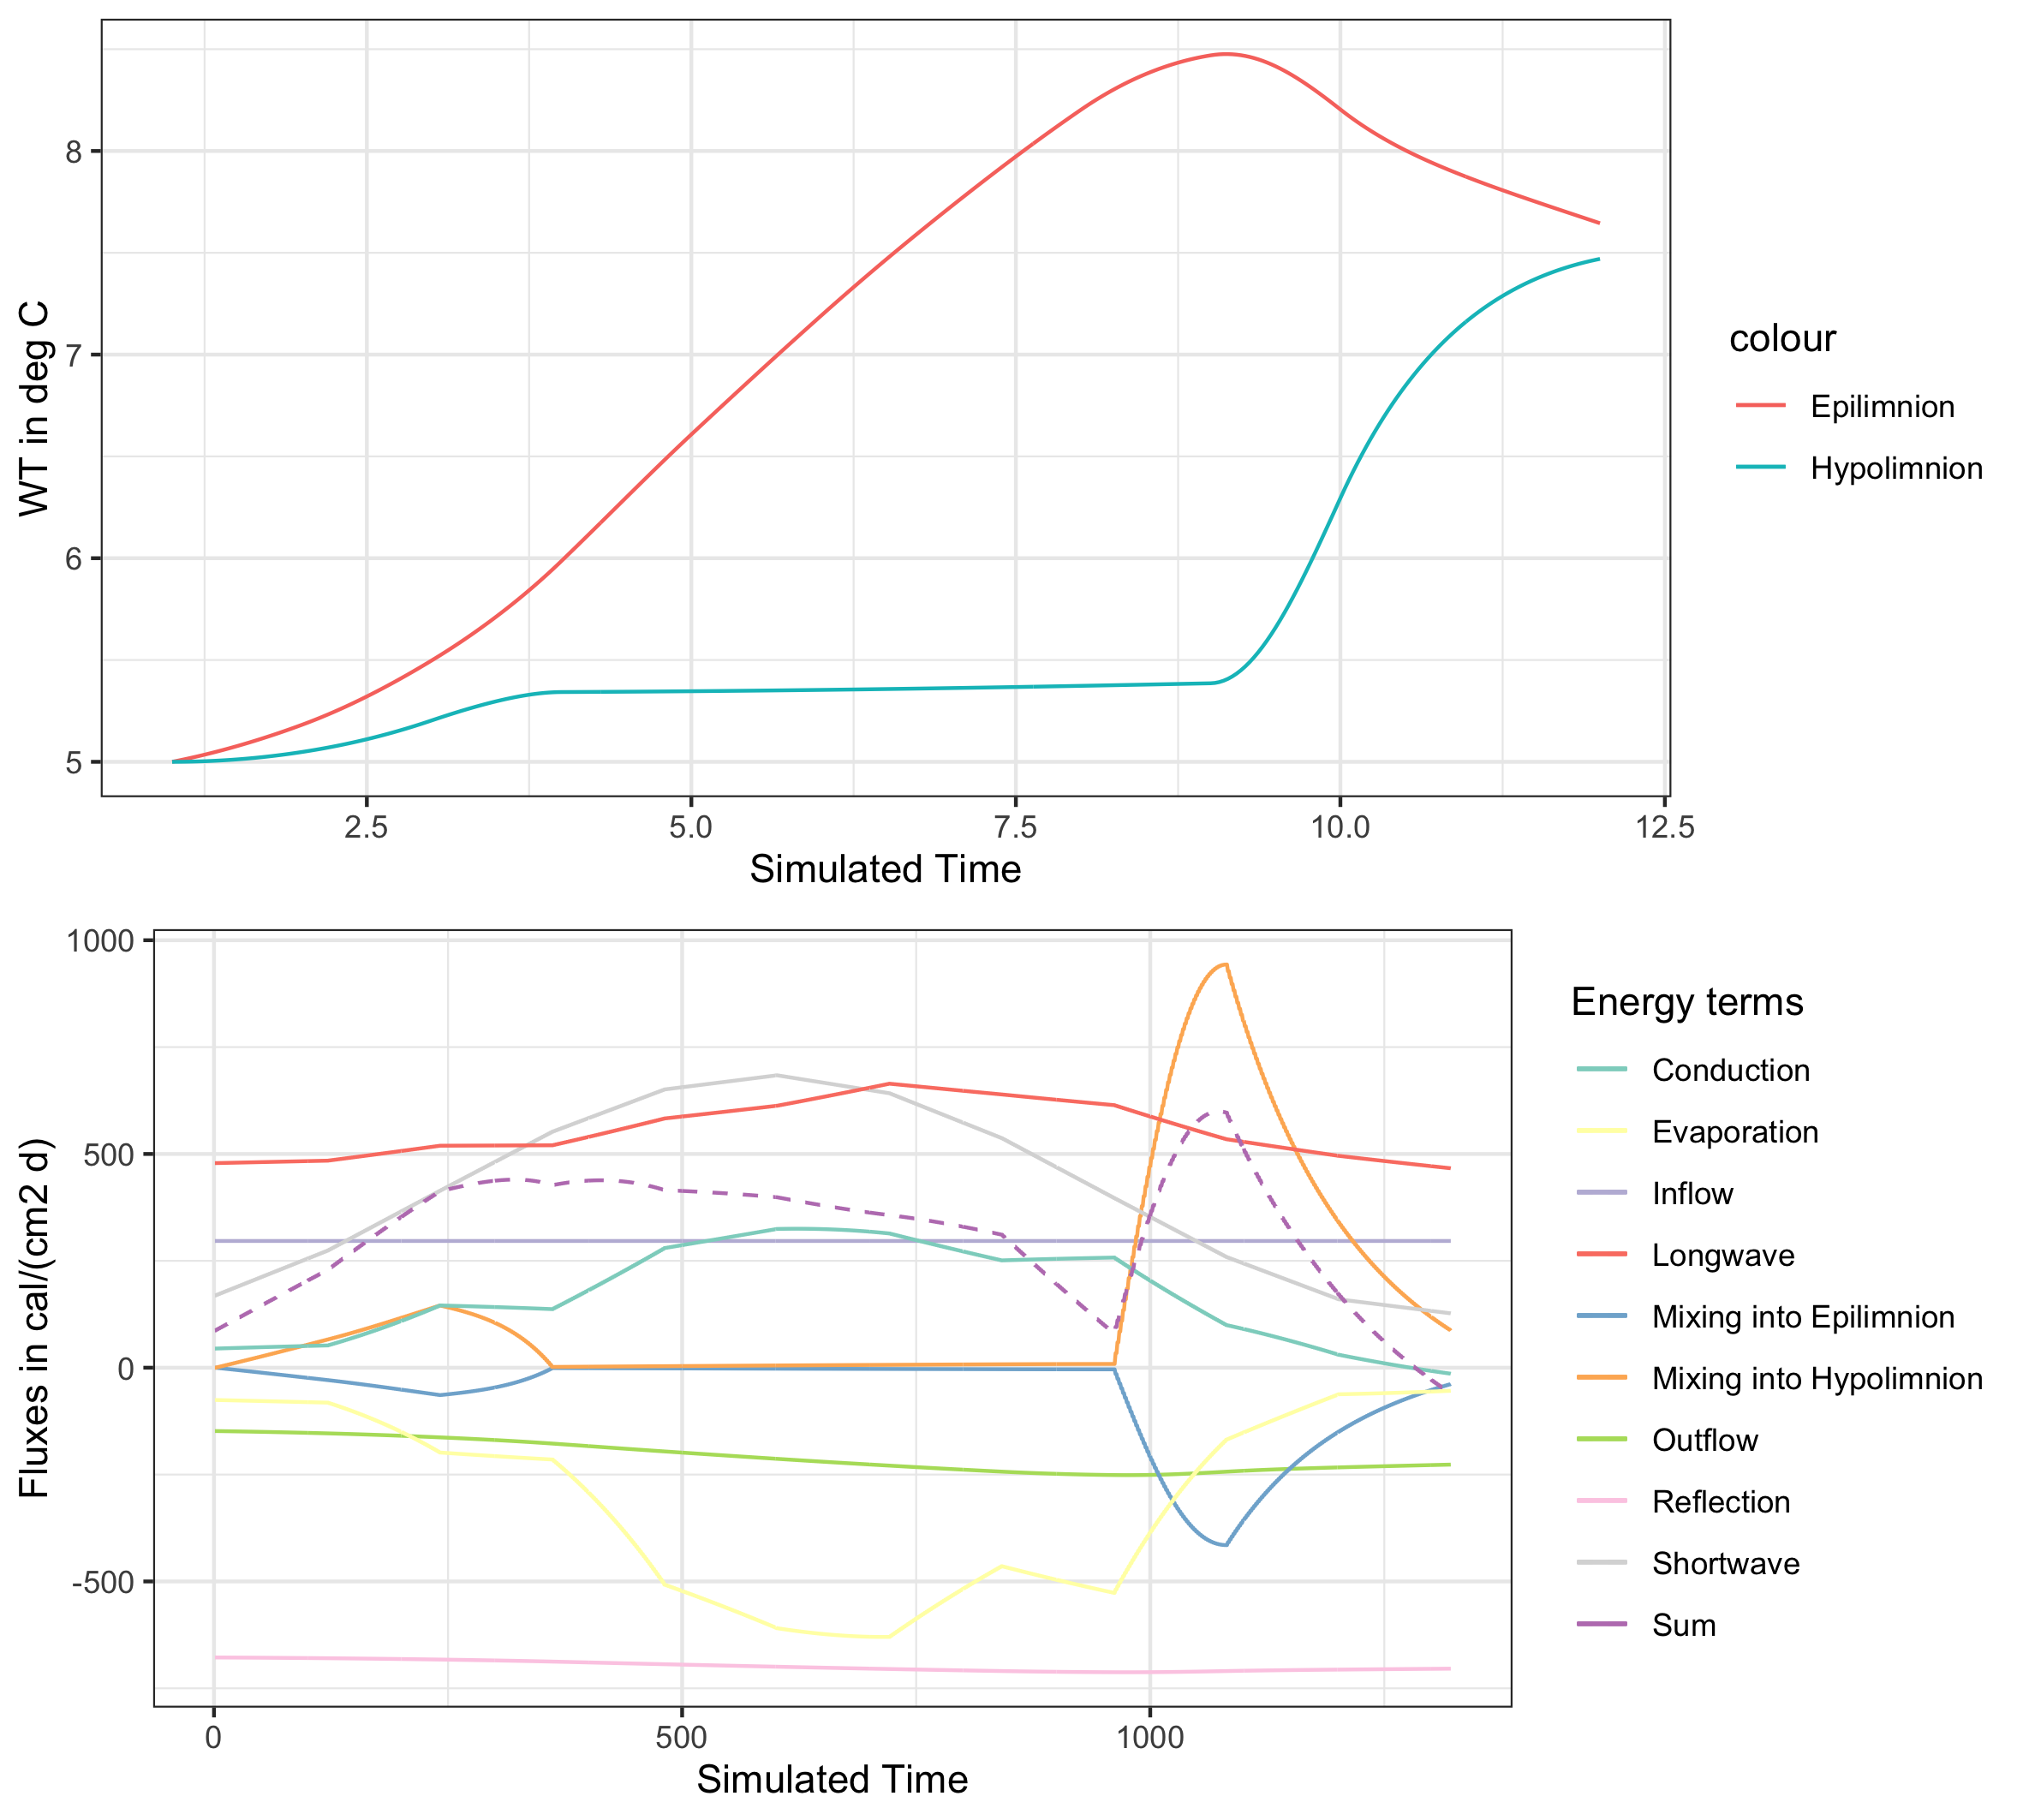 WT in deg C
8
7
6
5
2.5 5.0 7.5 10.0 12.5
Simulated Time
colour
Epilimnion
Hypolimnion
Fluxes in cal/(cm2 d)
1000
500
0
-500
0 500 1000
Simulated Time
Energy terms
Conduction
Evaporation
Inflow
Longwave
Mixing into Epilimnion
Mixing into Hypolimnion
Outflow
Reflection
Shortwave
Sum